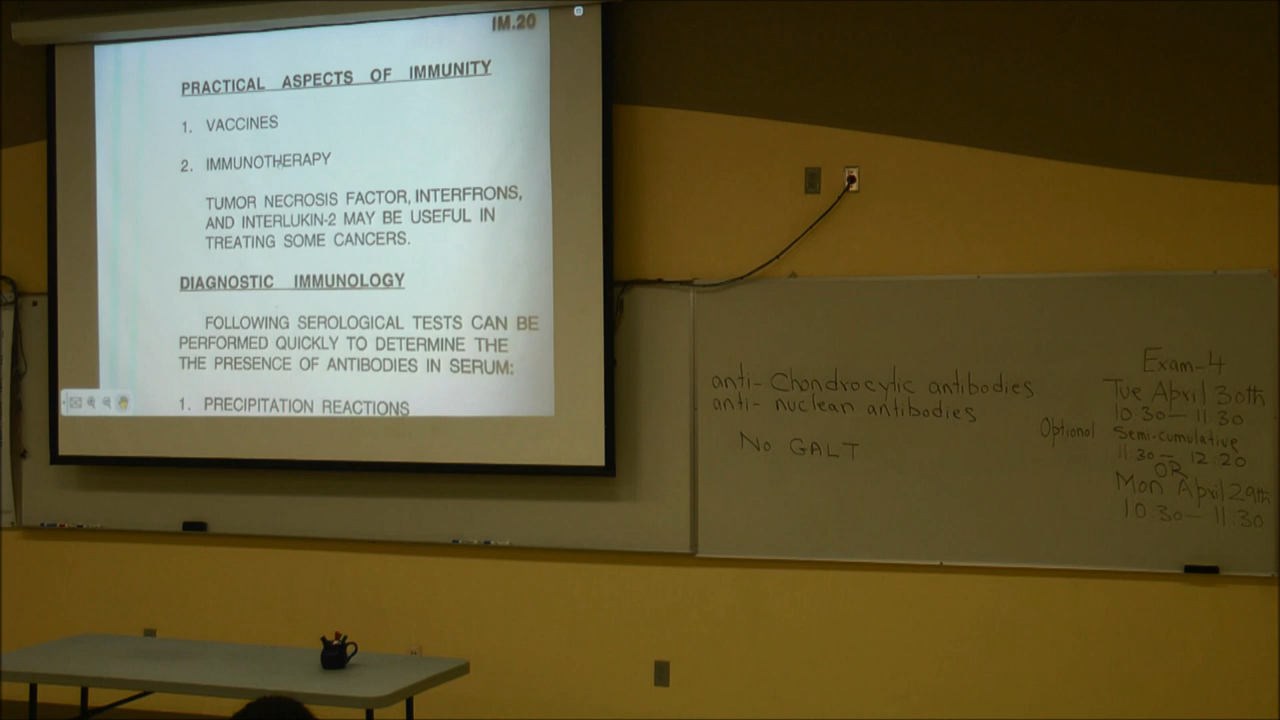 IM.20
PRACTICAL ASPECTS OF IMMUNITY
1. VACCINES
2. IMMUNOTHERAPY
TUMOR NECROSIS FACTOR, INTERFRONS,
AND INTERLUKIN-2 MAY BE USEFUL IN
TREATING SOME CANCERS.
DIAGNOSTIC IMMUNOLOGY
FOLLOWING SEROLOGICAL TESTS CAN BE
PERFORMED QUICKLY TO DETERMINE THE
THE PRESENCE OF ANTIBODIES IN SERUM:
1. PRECIPITATION REACTIONS
anti- Chondrocytic antibodies
anti- nuclean antibodies
No GALT
Exam-4
Tue April 30th
10 30 — 11 30
Optional Semi-cumulative
11 30 — 12 20
OR
Mon April 29th
10 30 — 11 30